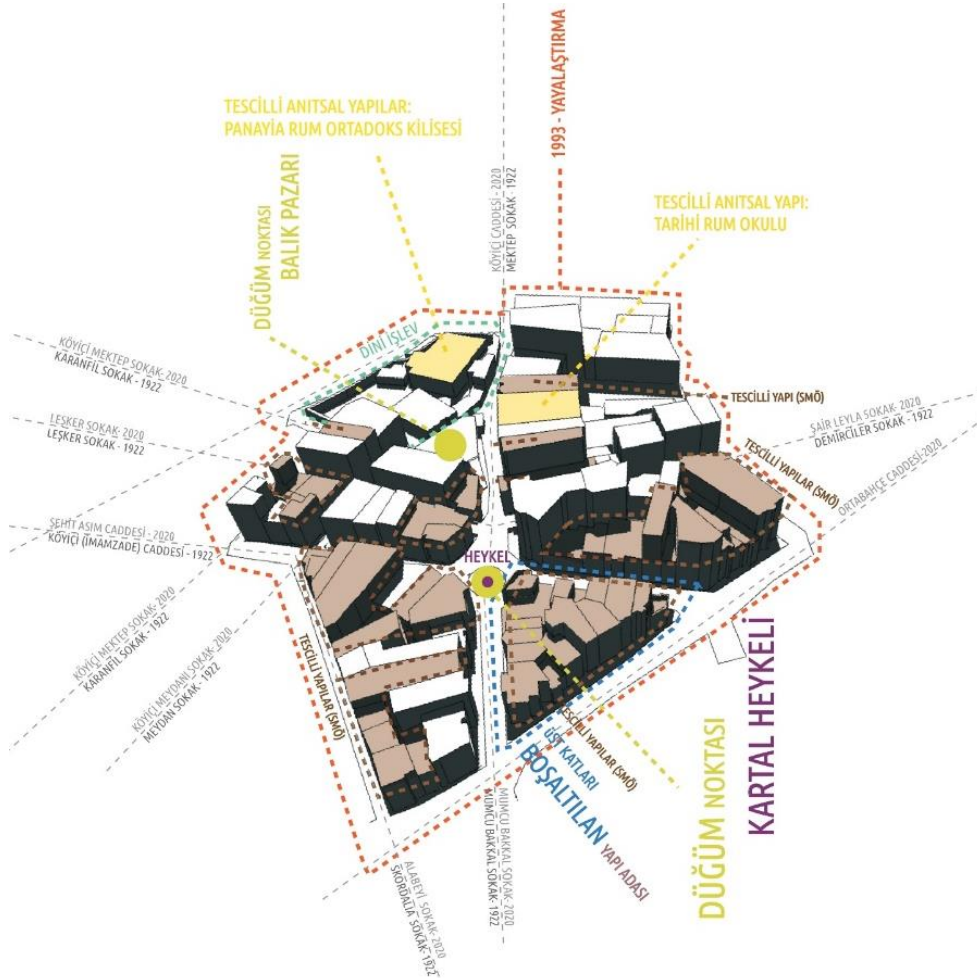 1993 - YAYALAŞTIRMA
TESCİLLİ ANITSAL YAPILAR:
PANAYİA RUM ORTADOKS KİLİSESİ
DÜĞÜM NOKTASI
BALIK PAZARI
KÖYİÇİ CADDESİ - 2020
MEKTEP SOKAK - 1922
TESCİLLİ ANITSAL YAPI:
TARİHİ RUM OKULU
DİNİ İŞLEV
KÖYİÇİ MEKTEP SOKAK-2020
KARANFİL SOKAK - 1922
TESCİLLİ YAPI (SMÖ)
LEŞKER SOKAK- 2020
LEŞKER SOKAK - 1922
ŞAİR LEYLA SOKAK- 2020
DEMİRCİLER SOKAK - 1922
TESCİLLİ YAPILAR (SMÖ)
ORTABAHÇE CADDESİ-2020
ŞEHİT ASIM CADDESİ - 2020
KÖYİÇİ (İMAMZADE) CADDESİ - 1922
HEYKEL
KÖYİÇİ MEKTEP SOKAK- 2020
KARANFİL SOKAK - 1922
KÖYİÇİ MEYDANI SOKAK- 2020
MEYDAN SOKAK - 1922
TESCİLLİ YAPILAR (SMÖ)
TESCİLLİ YAPILAR (SMÖ)
ÜST KATLARI
BOŞALTILAN YAPI ADASI
DÜĞÜM NOKTASI
KARTAL HEYKELİ
MUMCU BAKKAL SOKAK- 2020
MUMCU BAKKAL SOKAK- 1922
ALABEYİ SOKAK- 2020
SKORDALIA SOKAK- 1922